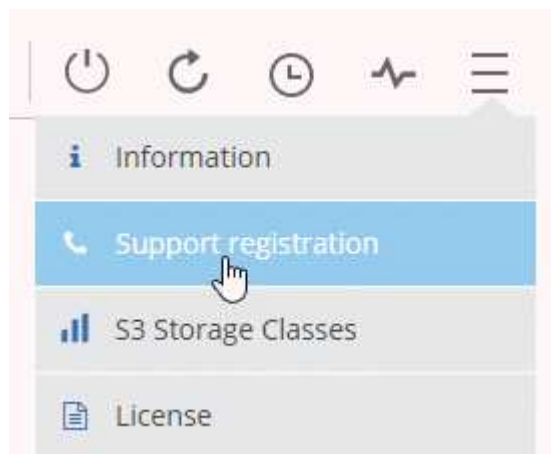 Information
Support registration
S3 Storage Classes
License